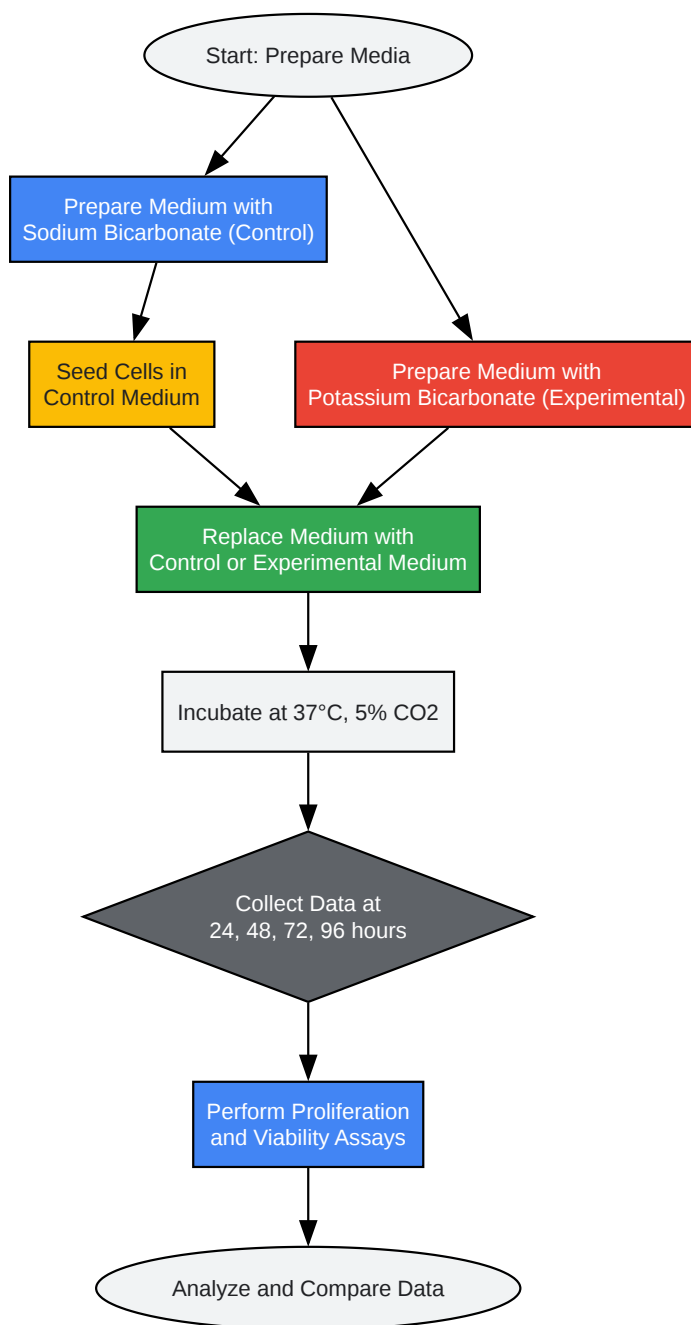 Start: Prepare Media
Prepare Medium with
Sodium Bicarbonate (Control)
Seed Cells in
Control Medium
Prepare Medium with
Potassium Bicarbonate (Experimental)
Replace Medium with
Control or Experimental Medium
Incubate at 37°C, 5% CO2
Collect Data at
24, 48, 72, 96 hours
Perform Proliferation
and Viability Assays
Analyze and Compare Data